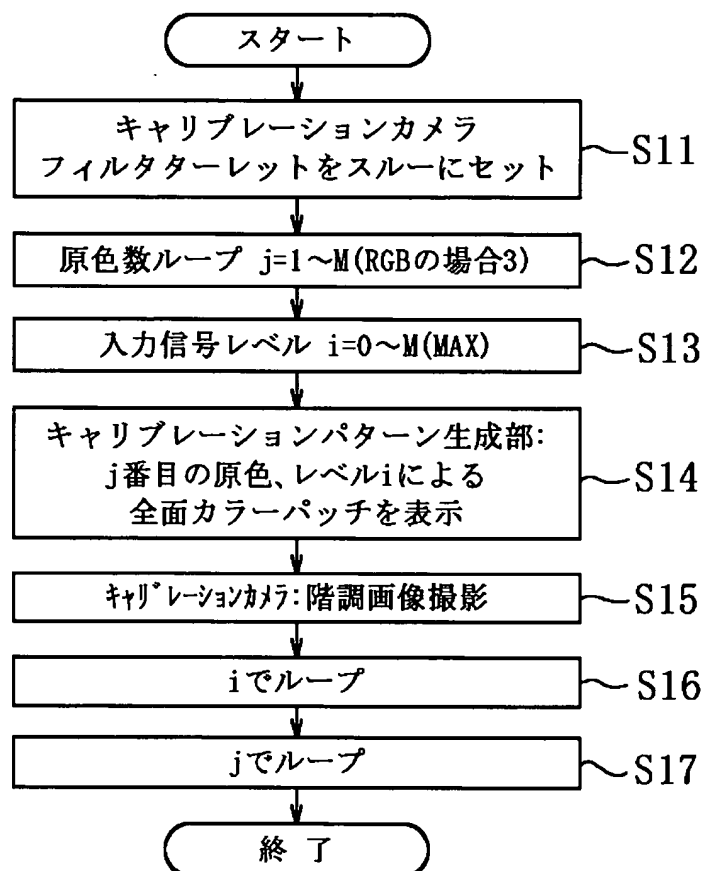 スタート
キャリブレーションカメラ
フィルタターレットをスルーにセット
S11
原色数ループ j=1～M(RGBの場合3)
S12
入力信号レベル i=0～M(MAX)
S13
キャリブレーションパターン生成部:
j番目の原色、レベルiによる
全面カラーパッチを表示
S14
ｷｬﾘﾞﾚｰｼｮﾝｶﾒﾗ:階調画像撮影
S15
iでループ
S16
jでループ
S17
終 了